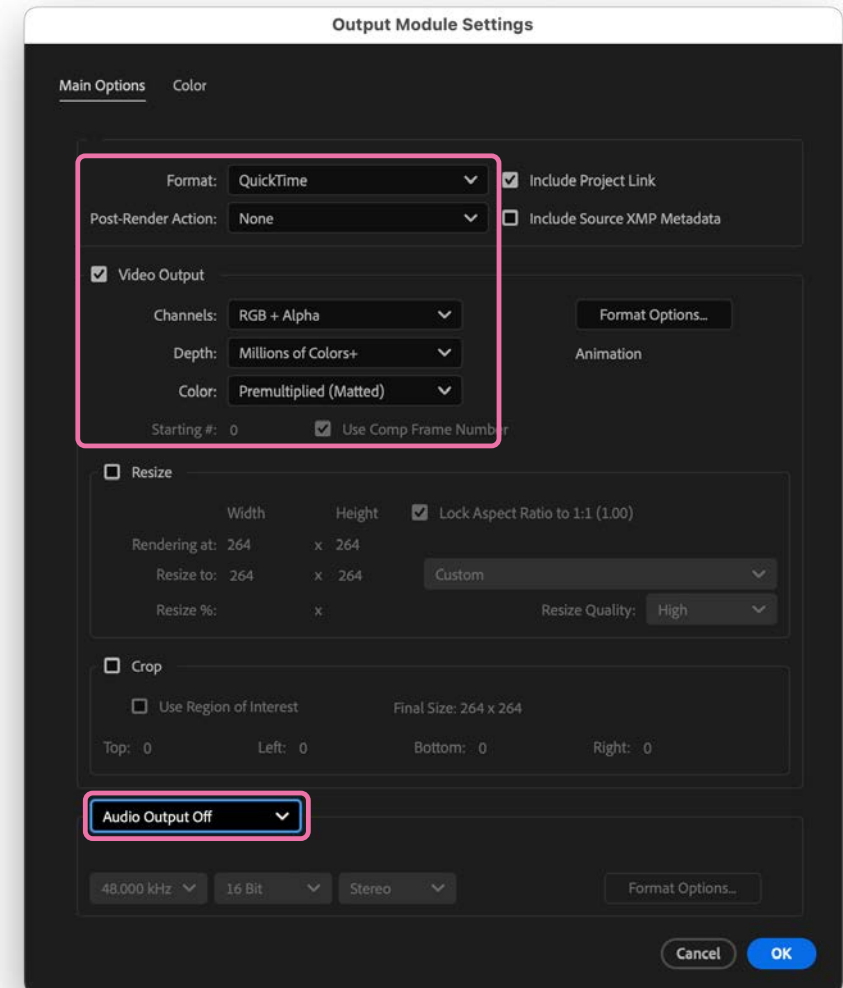 Output Module Settings
Main Options Color
Format: QuickTime Include Project Link
Post-Render Action: None Include Source XMP Metadata
Video Output
Channels: RGB + Alpha Format Options...
Depth: Millions of Colors+ Animation
Color: Premultiplied (Matted)
Starting #: 0 Use Comp Frame Number
Resize
Width Height Lock Aspect Ratio to 1:1 (1.00)
Rendering at: 264 x 264
Resize to: 264 x 264 Custom
Resize %: x Resize Quality: High
Crop
Use Region of Interest Final Size: 264 x 264
Top: 0 Left: 0 Bottom: 0 Right: 0
Audio Output Off
48.000 kHz 16 Bit Stereo Format Options...
Cancel OK